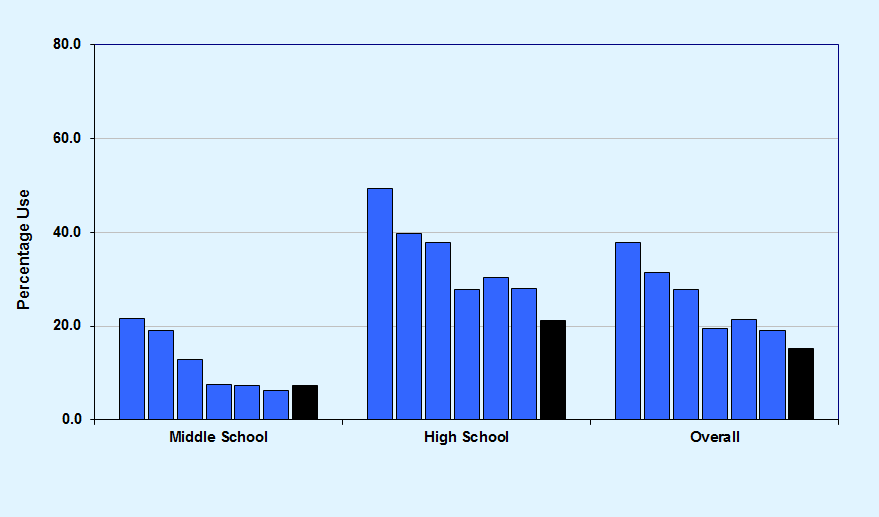 80.0
60.0
40.0
20.0
0.0
Percentage Use
Middle School
High School
Overall